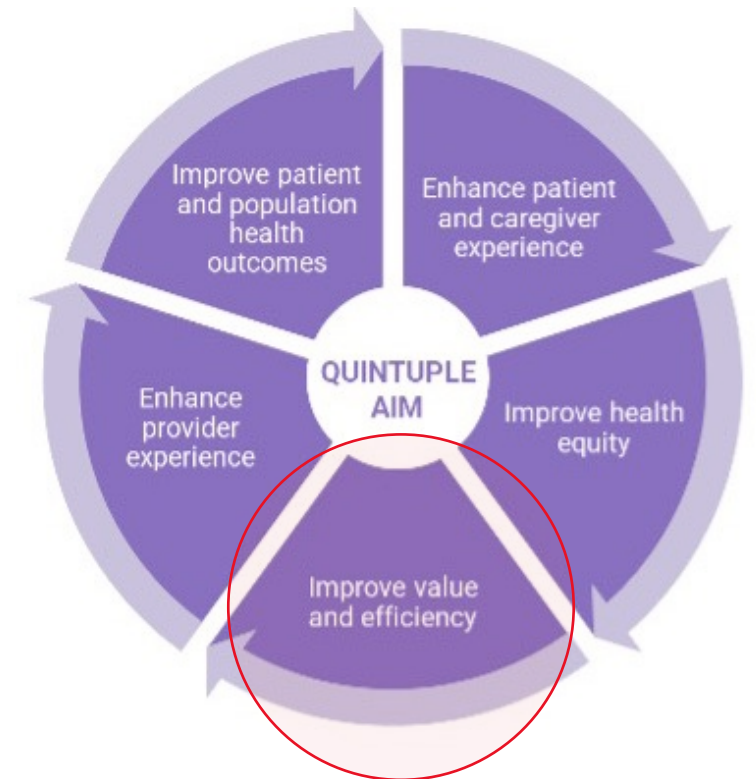 Improve patient
and population
health
outcomes
Enhance patient
and caregiver
experience
QUINTUPLE
AIM
Enhance
provider
experience
Improve health
equity
Improve value
and efficiency